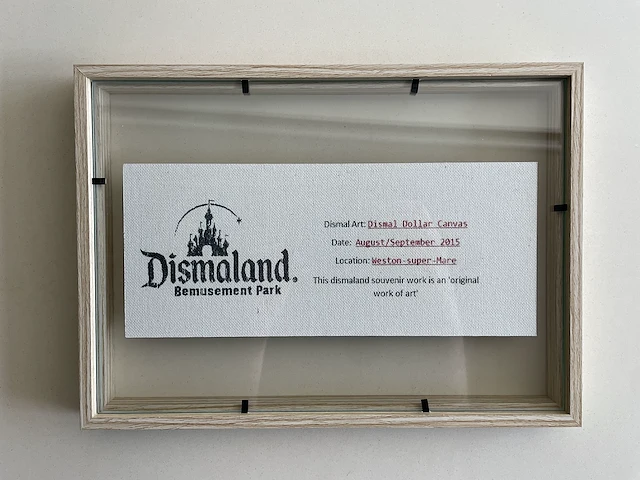 Dismaland®
Bemusement Park
Dismal Art: Dismal Dollar Canvas
Date: August/September 2015
Location: Weston-super-Mare
This dismaland souvenir work is an 'original
work of art'